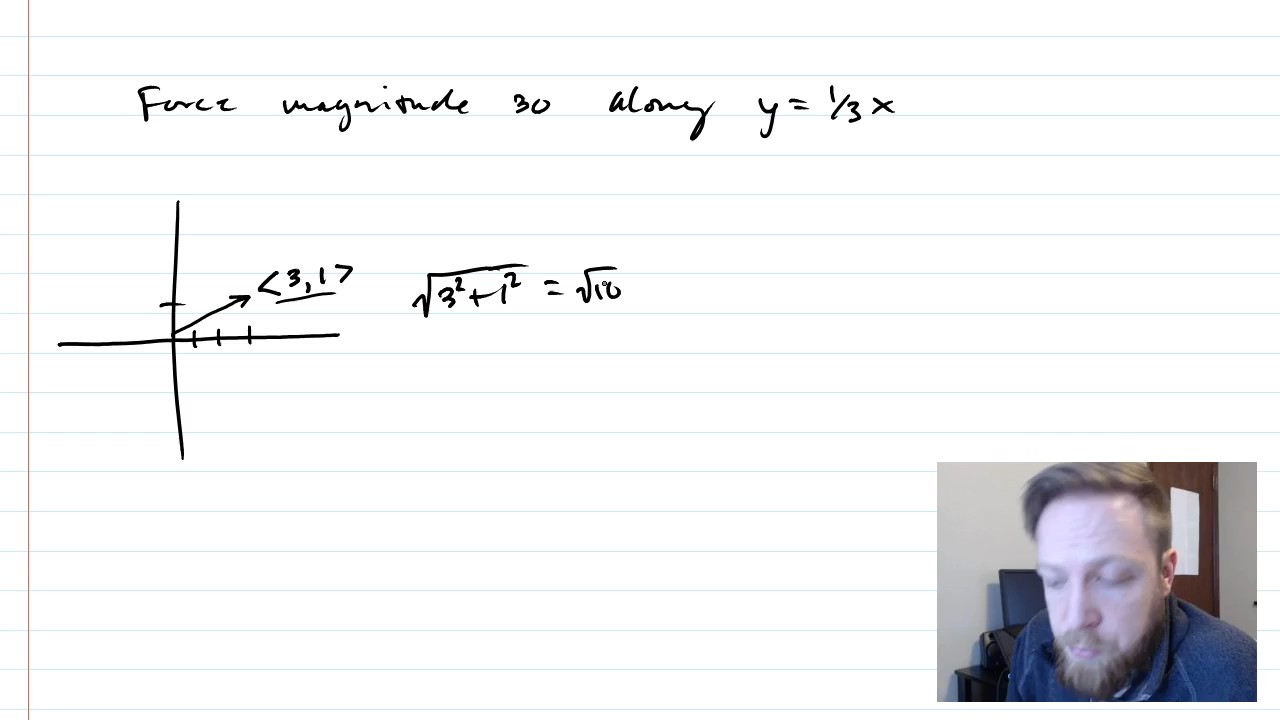 Force magnitude 30 along y = 1/3 x
<3, 1> √3²+1² = √10